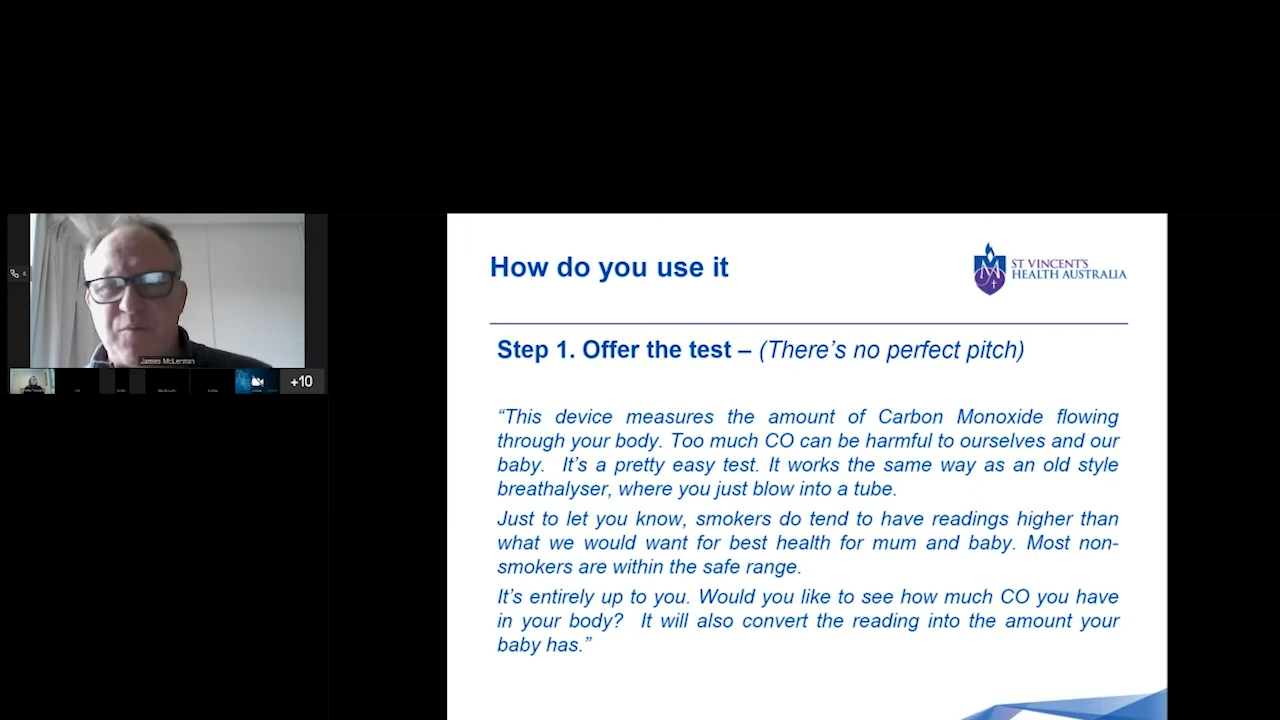 How do you use it
ST VINCENT'S
HEALTH AUSTRALIA
Step 1. Offer the test – (There's no perfect pitch)
“This device measures the amount of Carbon Monoxide flowing
through your body. Too much CO can be harmful to ourselves and our
baby. It’s a pretty easy test. It works the same way as an old style
breathalyser, where you just blow into a tube.
Just to let you know, smokers do tend to have readings higher than
what we would want for best health for mum and baby. Most non-
smokers are within the safe range.
It’s entirely up to you. Would you like to see how much CO you have
in your body? It will also convert the reading into the amount your
baby has.”
James McLennan
+10